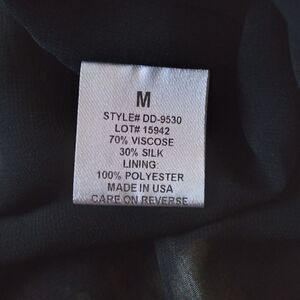 M
STYLE# DD-9530
LOT# 15942
70% VISCOSE
30% SILK
LINING:
100% POLYESTER
MADE IN USA
CARE ON REVERSE